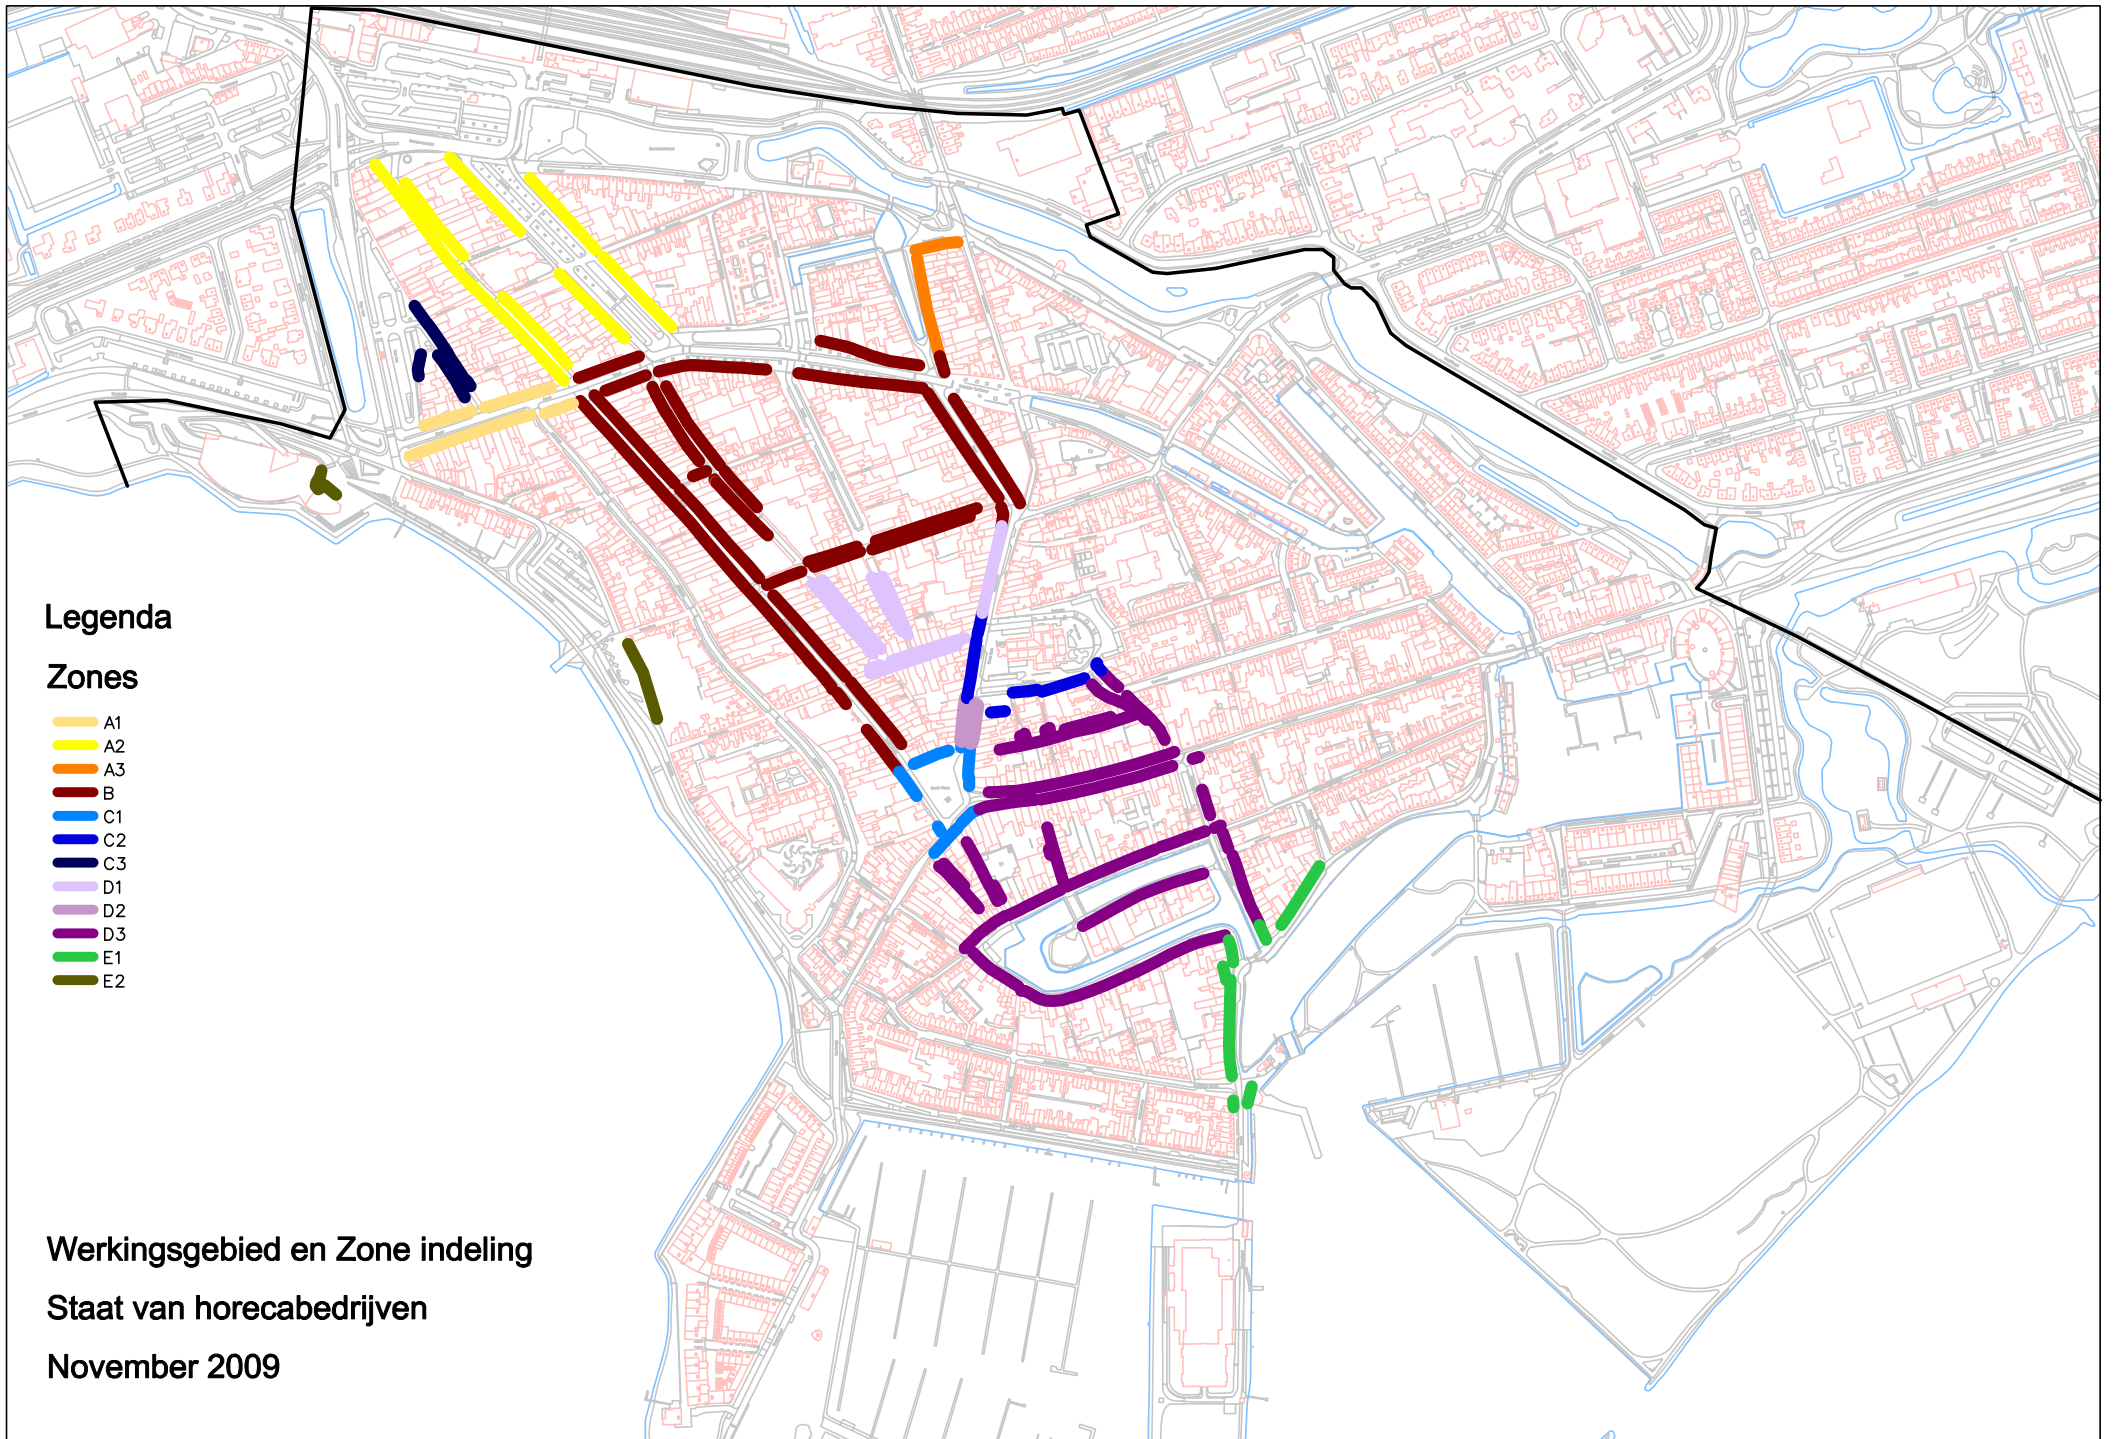 Legenda
Zones
A1
A2
A3
B
C1
C2
C3
D1
D2
D3
E1
E2
Werkingsgebied en Zone indeling
Staat van horecabedrijven
November 2009